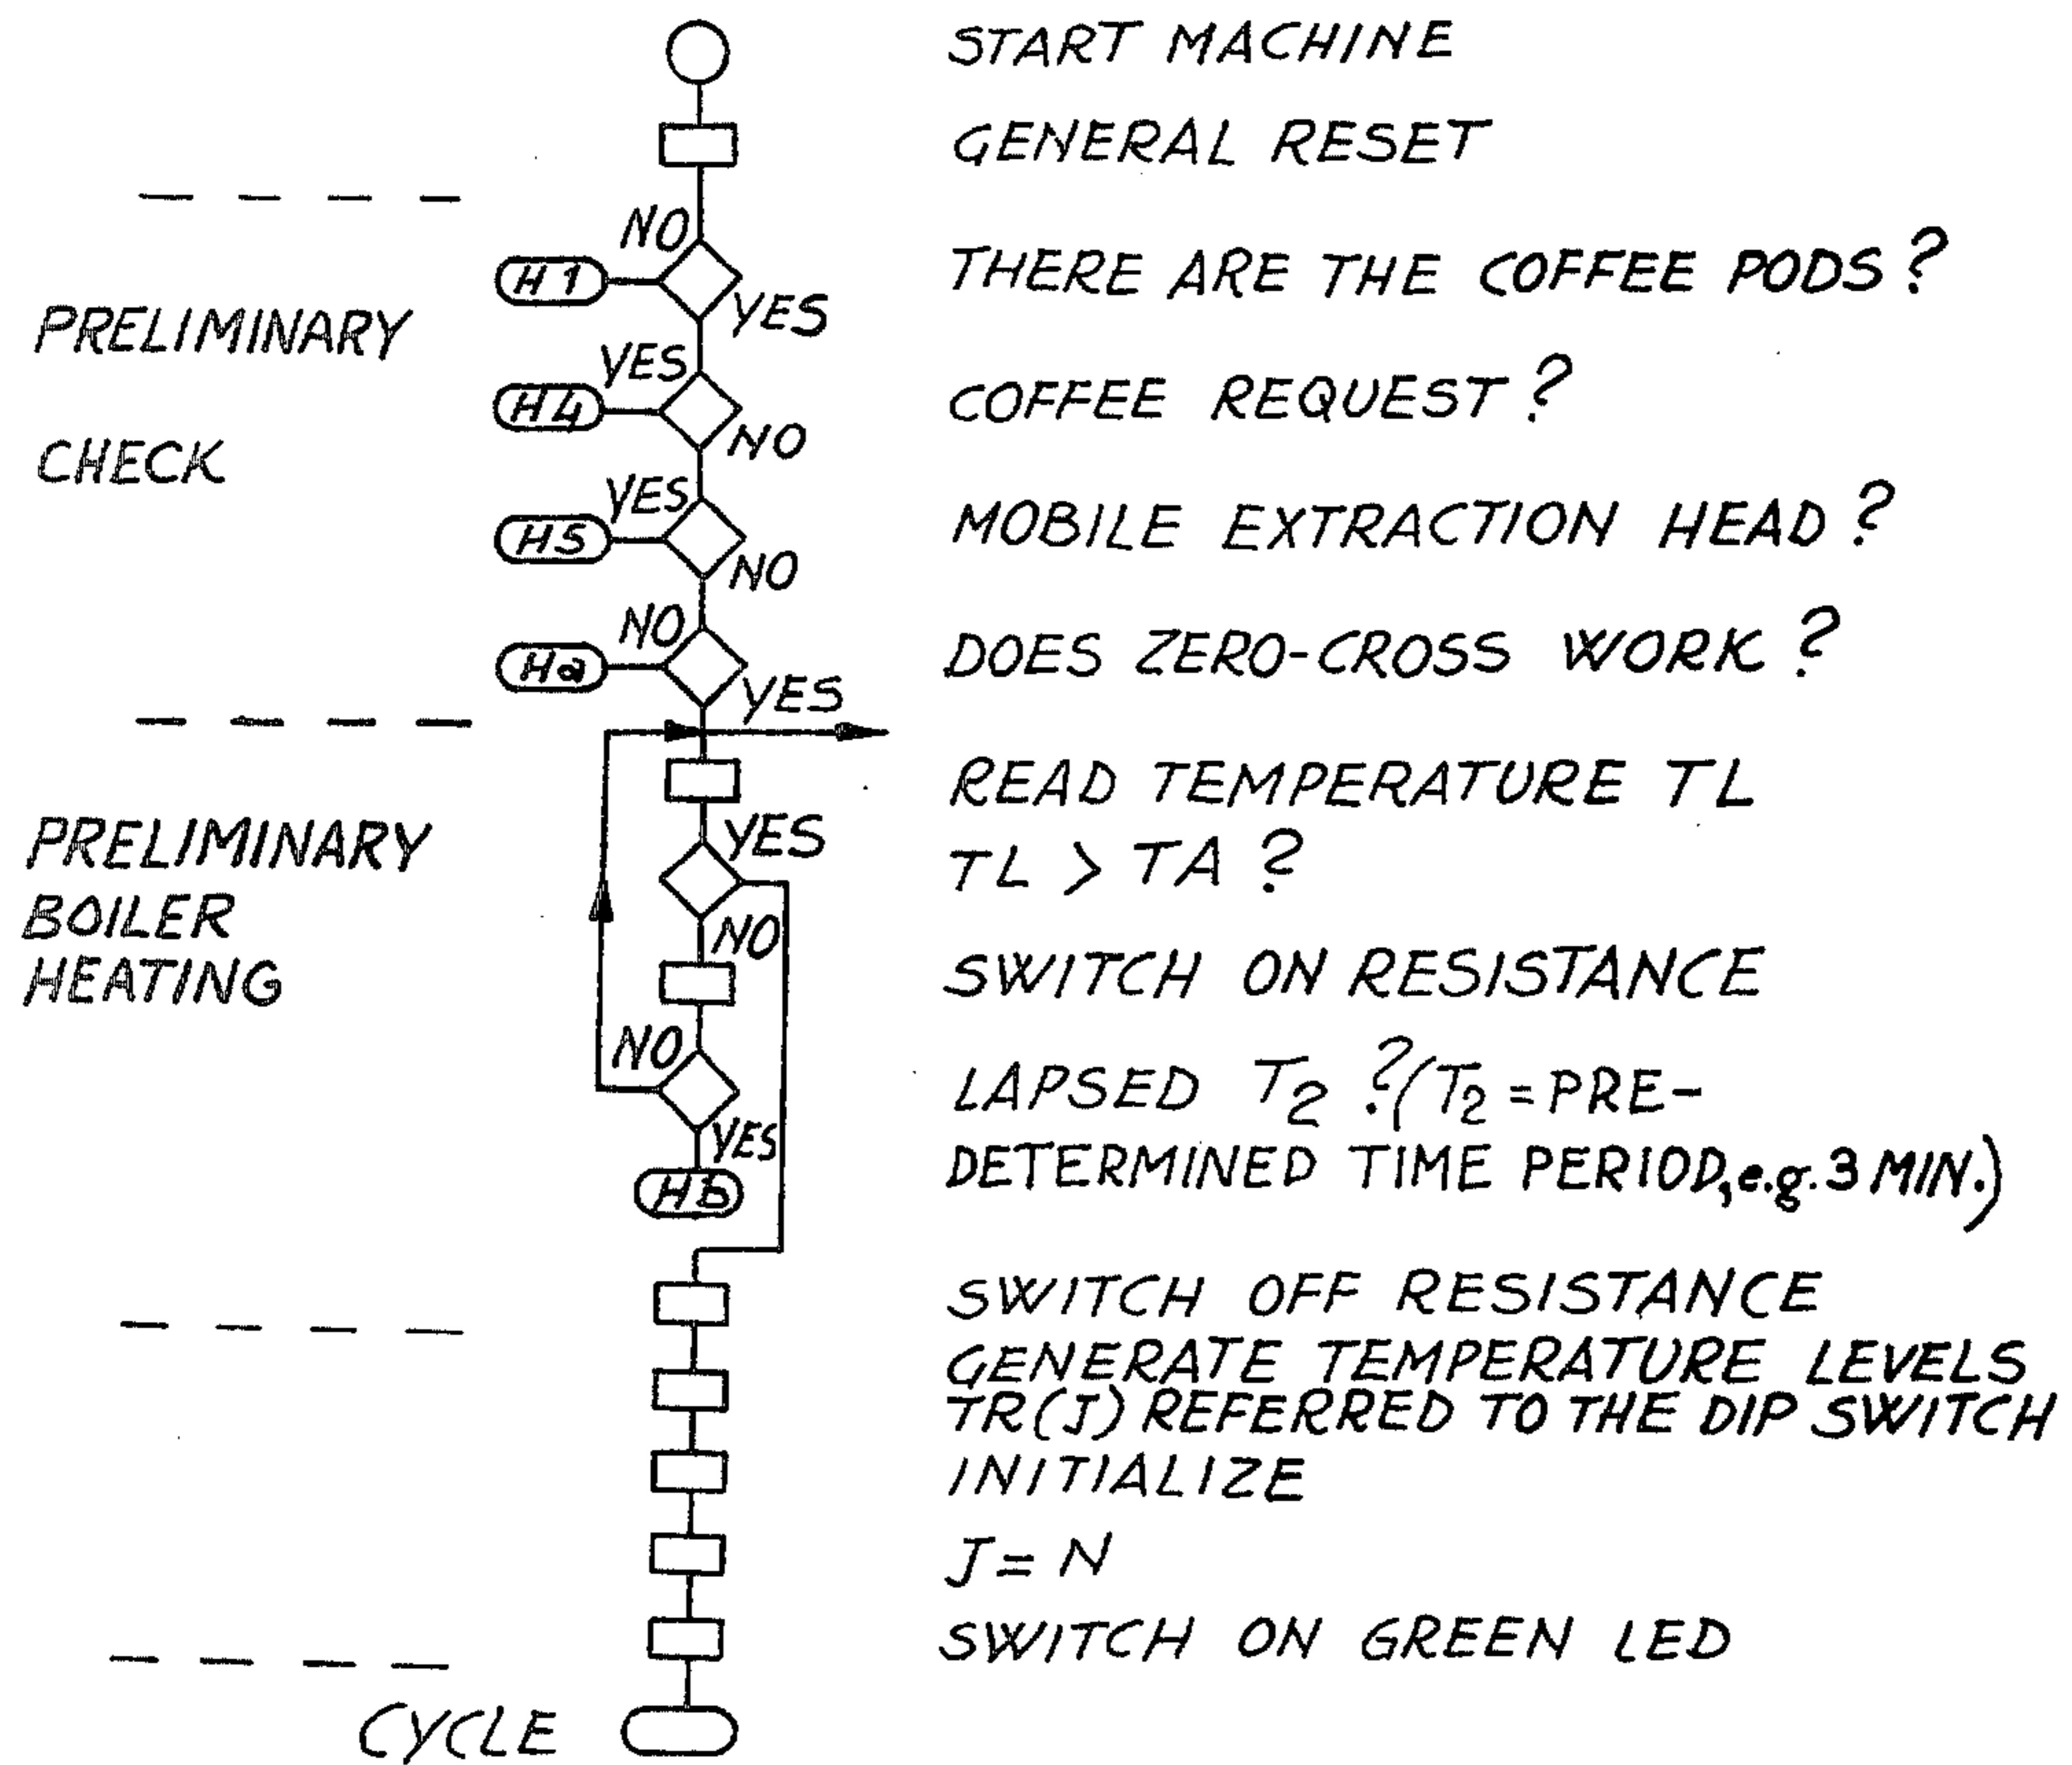 START MACHINE
GENERAL RESET
NO
H1
THERE ARE THE COFFEE PODS?
YES
PRELIMINARY
YES
H4
COFFEE REQUEST?
NO
CHECK
YES
H5
MOBILE EXTRACTION HEAD?
NO
NO
Ha
DOES ZERO-CROSS WORK?
YES
READ TEMPERATURE TL
YES
PRELIMINARY
TL > TA ?
BOILER
NO
HEATING
SWITCH ON RESISTANCE
NO
LAPSED T2 ?(T2=PRE-
YES
DETERMINED TIME PERIOD,e.g.3 MIN.)
Hb
SWITCH OFF RESISTANCE
GENERATE TEMPERATURE LEVELS
TR(J) REFERRED TO THE DIP SWITCH
INITIALIZE
J=N
SWITCH ON GREEN LED
CYCLE